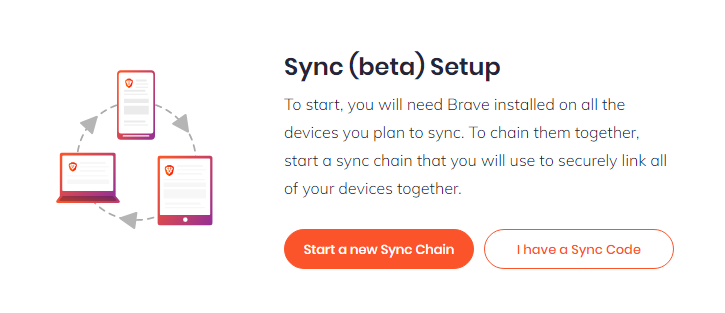 Sync (beta) Setup
To start, you will need Brave installed on all the
devices you plan to sync. To chain them together,
start a sync chain that you will use to securely link all
of your devices together.
Start a new Sync Chain
I have a Sync Code